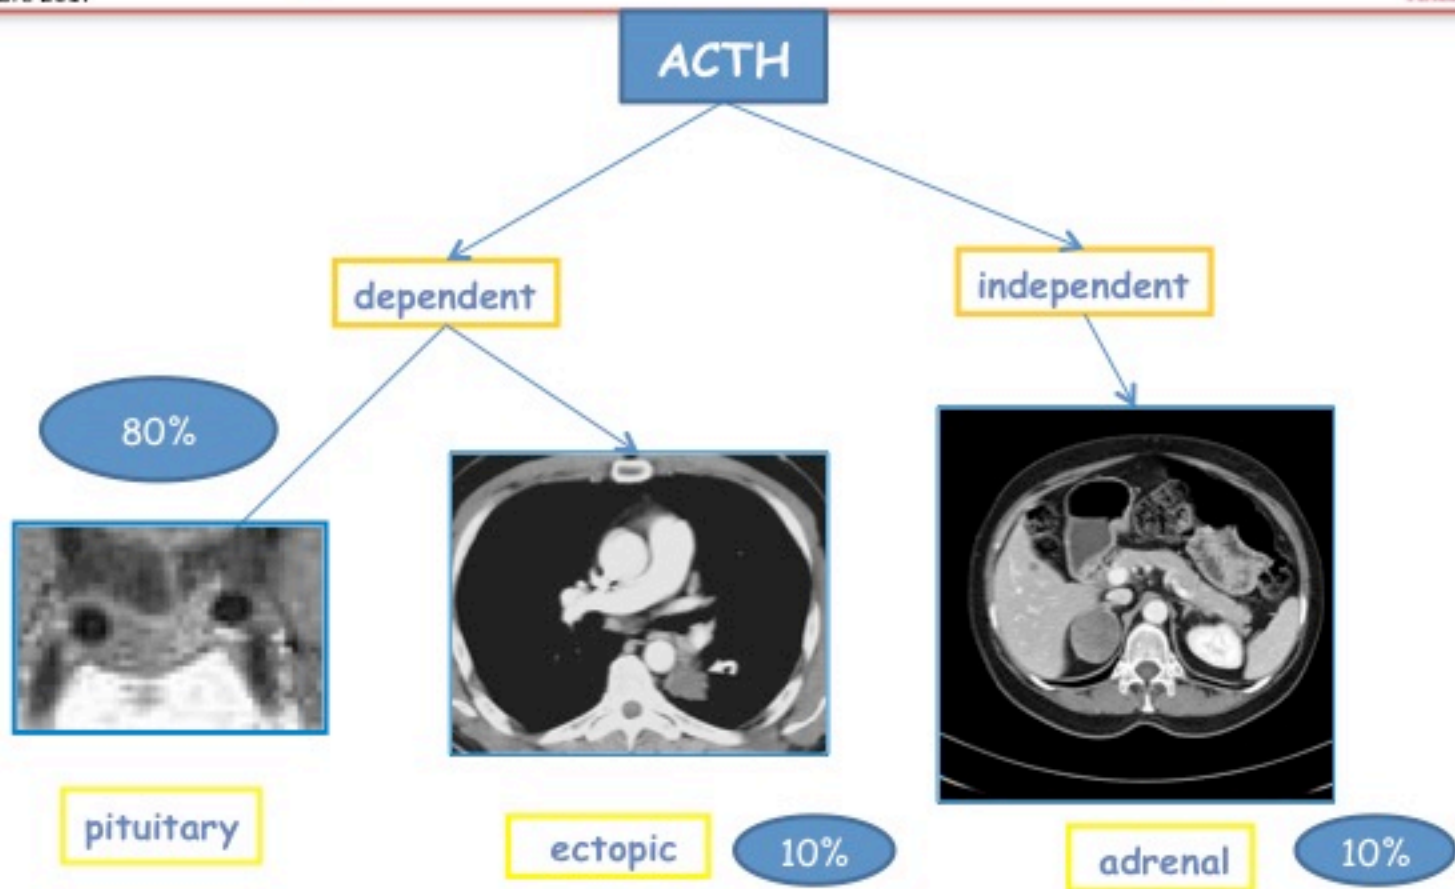 ACTH
dependent
independent
80%
pituitary
ectopic
10%
adrenal
10%